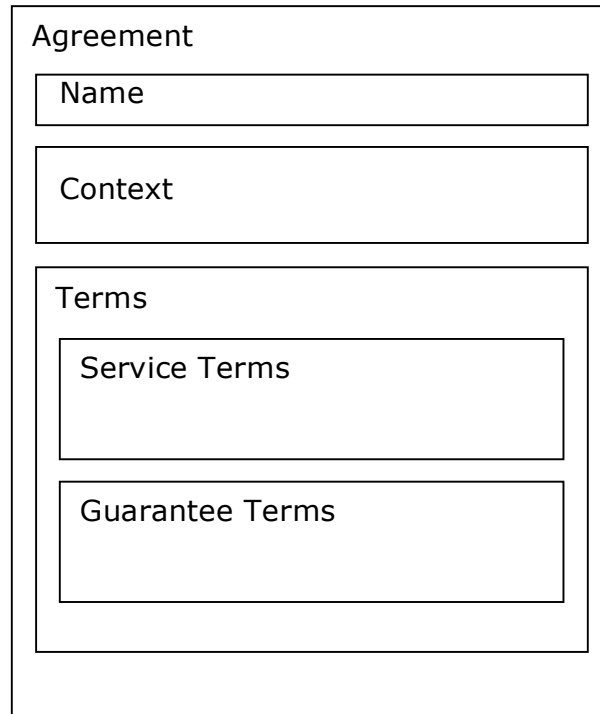 Agreement
Name
Context
Terms
Service Terms
Guarantee Terms